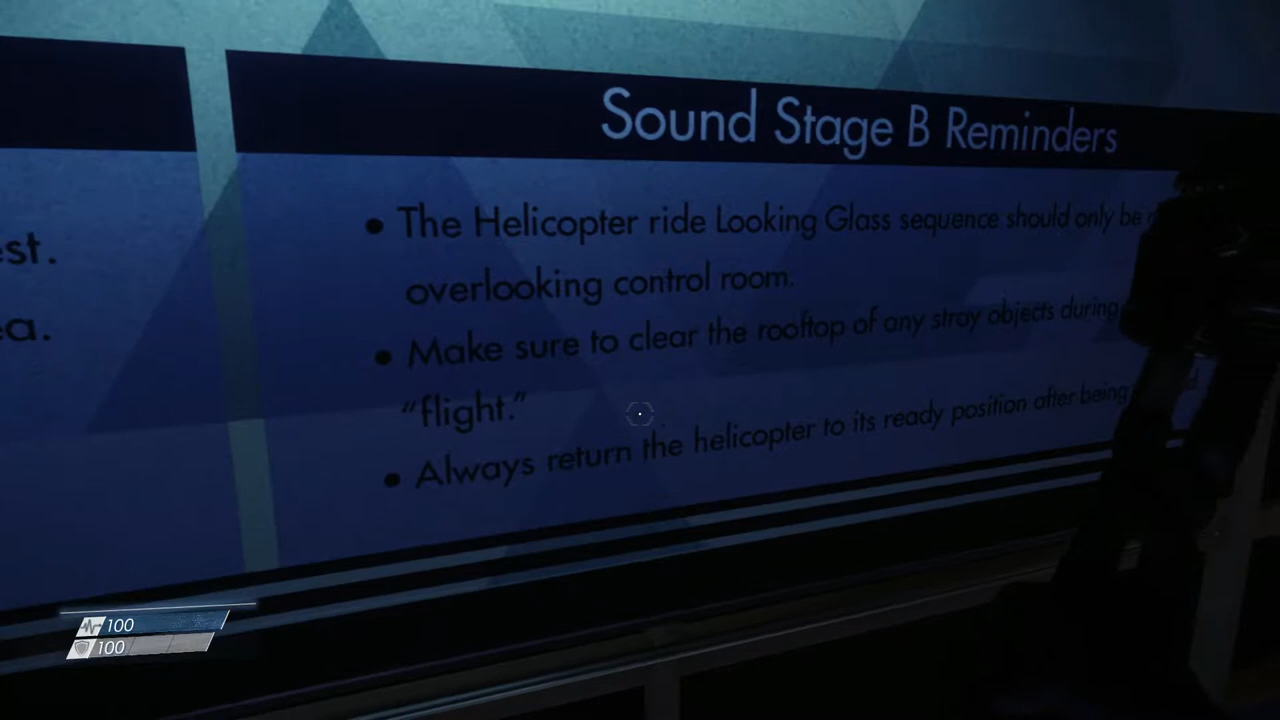 Sound Stage B Reminders
est.
ea.
• The Helicopter ride Looking Glass sequence should only be
overlooking control room.
• Make sure to clear the rooftop of any stray objects during
“flight.”
• Always return the helicopter to its ready position after being
100
100